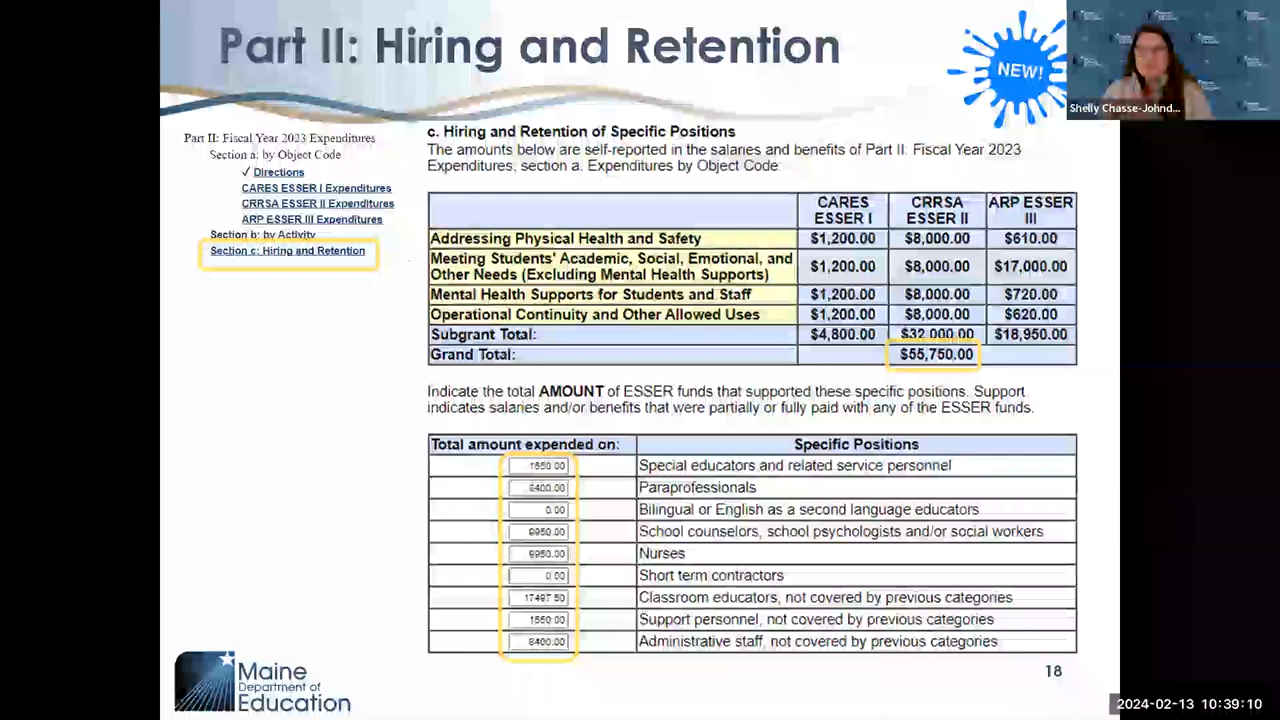 Part II: Hiring and Retention
NEW!
Shelly Chasse-Johnd...
Part II: Fiscal Year 2023 Expenditures
Section a: by Object Code
✓ Directions
CARES ESSER I Expenditures
CRRSA ESSER II Expenditures
ARP ESSER III Expenditures
Section b: by Activity
Section c: Hiring and Retention
c. Hiring and Retention of Specific Positions
The amounts below are self-reported in the salaries and benefits of Part II: Fiscal Year 2023
Expenditures, section a. Expenditures by Object Code
CARES ESSER I CRRSA ESSER II ARP ESSER III
Addressing Physical Health and Safety $1,200.00 $8,000.00 $610.00
Meeting Students' Academic, Social, Emotional, and
Other Needs (Excluding Mental Health Supports) $1,200.00 $8,000.00 $17,000.00
Mental Health Supports for Students and Staff $1,200.00 $8,000.00 $720.00
Operational Continuity and Other Allowed Uses $1,200.00 $8,000.00 $620.00
Subgrant Total: $4,800.00 $32,000.00 $18,950.00
Grand Total: $55,750.00
Indicate the total AMOUNT of ESSER funds that supported these specific positions. Support
indicates salaries and/or benefits that were partially or fully paid with any of the ESSER funds.
Total amount expended on: Specific Positions
Special educators and related service personnel
Paraprofessionals
0.00 Bilingual or English as a second language educators
School counselors, school psychologists and/or social workers
Nurses
0.00 Short term contractors
17497.50 Classroom educators, not covered by previous categories
Support personnel, not covered by previous categories
Administrative staff, not covered by previous categories
Maine
Department of
Education
18
2024-02-13 10:39:10